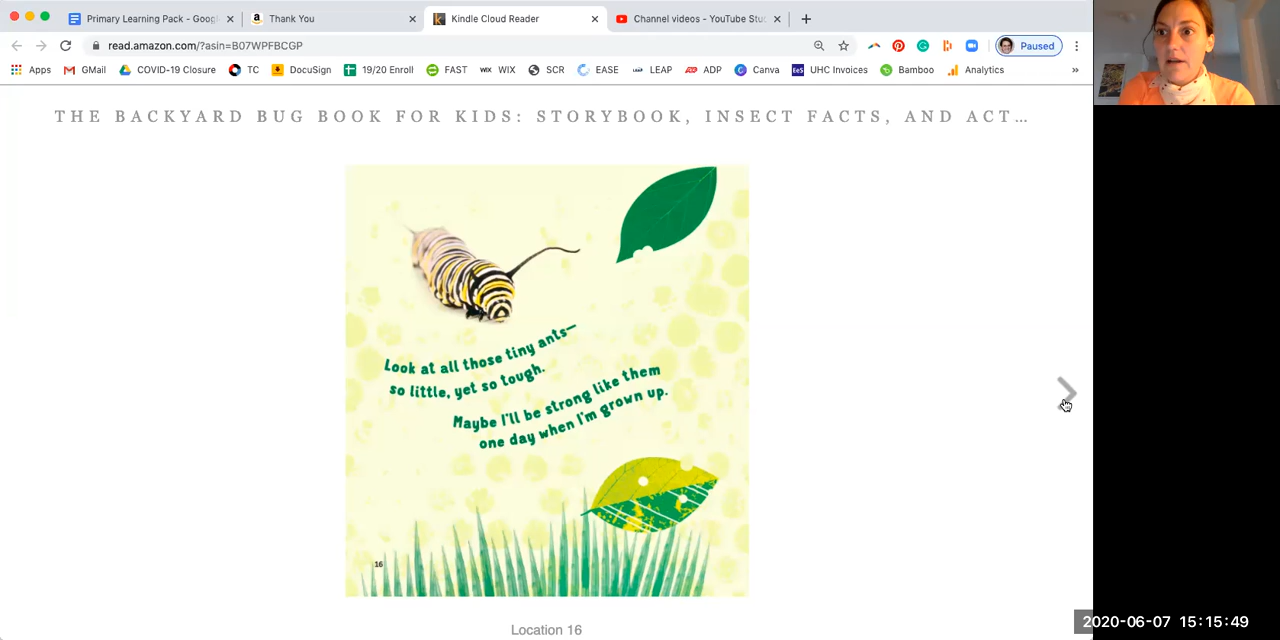 Primary Learning Pack - Googl
Thank You
Kindle Cloud Reader
Channel videos - YouTube Stu
read.amazon.com/?asin=B07WPFBCGP
Paused
Apps
GMail
COVID-19 Closure
TC
DocuSign
19/20 Enroll
FAST
WIX WIX
SCR
EASE
LEAP
ADP
Canva
EeS UHC Invoices
Bamboo
Analytics
»
THE BACKYARD BUG BOOK FOR KIDS: STORYBOOK, INSECT FACTS, AND ACT…
Look at all those tiny ants—
so little, yet so tough.
Maybe I'll be strong like them
one day when I'm grown up.
16
Location 16
2020-06-07 15:15:49